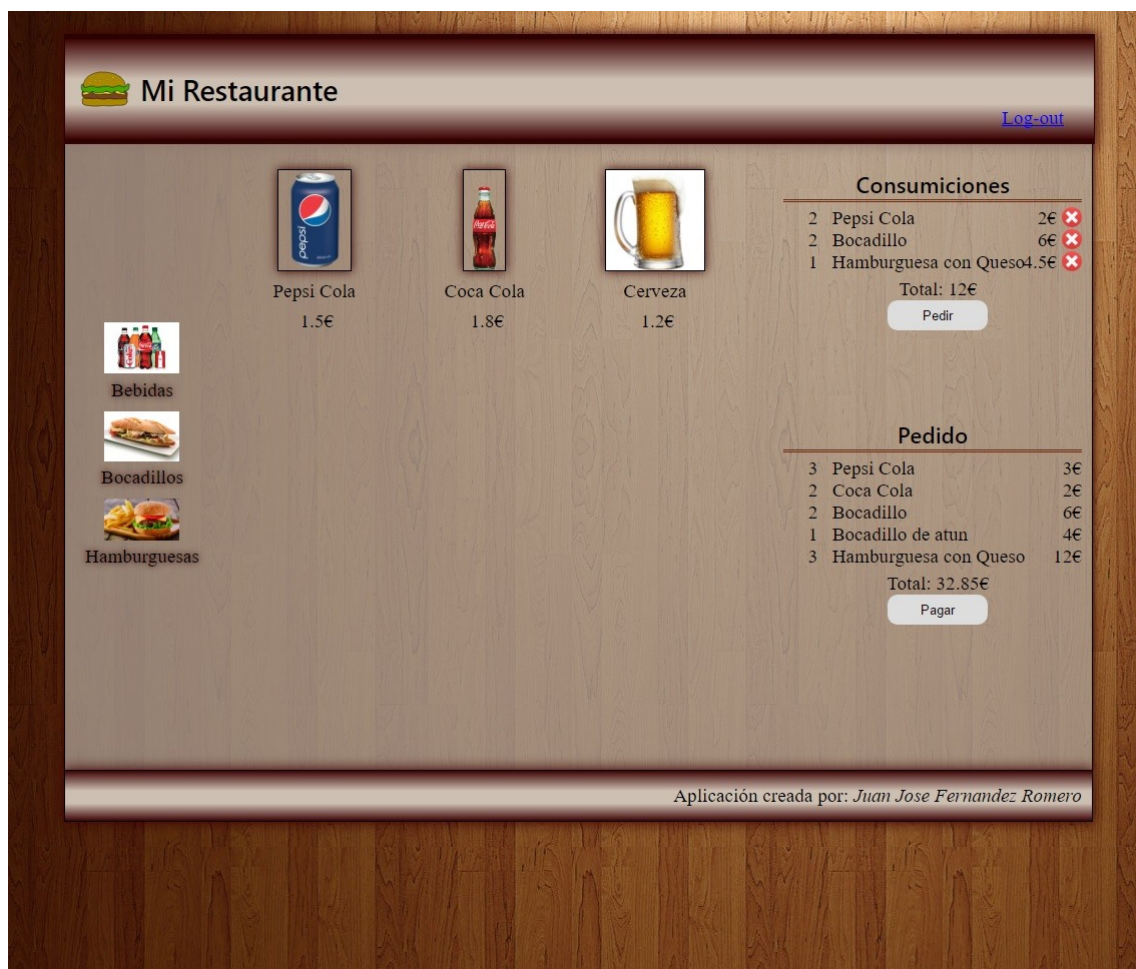 Mi Restaurante
Log-out
pepsi
Coca-Cola
Pepsi Cola
Coca Cola
Cerveza
1.5€
1.8€
1.2€
Bebidas
Bocadillos
Hamburguesas
Consumiciones
2 Pepsi Cola 2€
2 Bocadillo 6€
1 Hamburguesa con Queso4.5€
Total: 12€
Pedir
Pedido
3 Pepsi Cola 3€
2 Coca Cola 2€
2 Bocadillo 6€
1 Bocadillo de atun 4€
3 Hamburguesa con Queso 12€
Total: 32.85€
Pagar
Aplicación creada por: Juan Jose Fernandez Romero